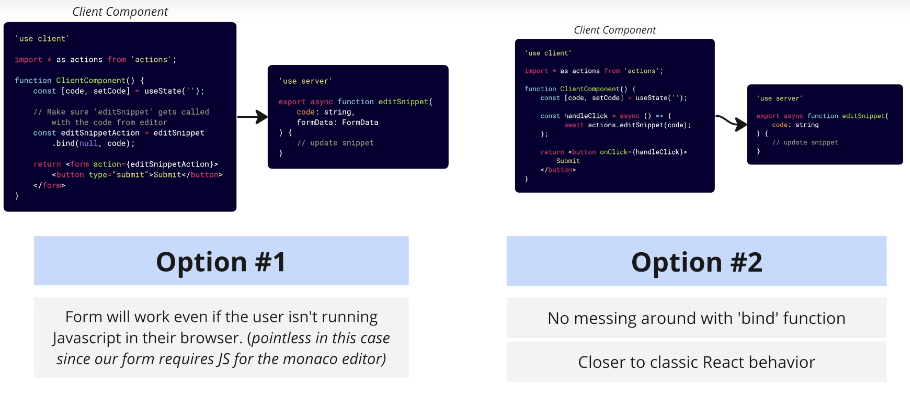 Client Component
'use client'
import * as actions from 'actions';
function ClientComponent() {
const [code, setCode] = useState('');
// Make sure 'editSnippet' gets called
with the code from editor
const editSnippetAction = editSnippet
.bind(null, code);
return <form action={editSnippetAction}>
<button type="submit">Submit</button>
</form>
}
'use server'
export async function editSnippet(
code: string,
formData: FormData
) {
// update snippet
}
Option #1
Form will work even if the user isn't running
Javascript in their browser. (pointless in this case
since our form requires JS for the monaco editor)
Client Component
'use client'
import * as actions from 'actions';
function ClientComponent() {
const [code, setCode] = useState('');
const handleClick = async () => {
await actions.editSnippet(code);
};
return <button onClick={handleClick}>
Submit
</button>
}
'use server'
export async function editSnippet(
code: string
) {
// update snippet
}
Option #2
No messing around with 'bind' function
Closer to classic React behavior